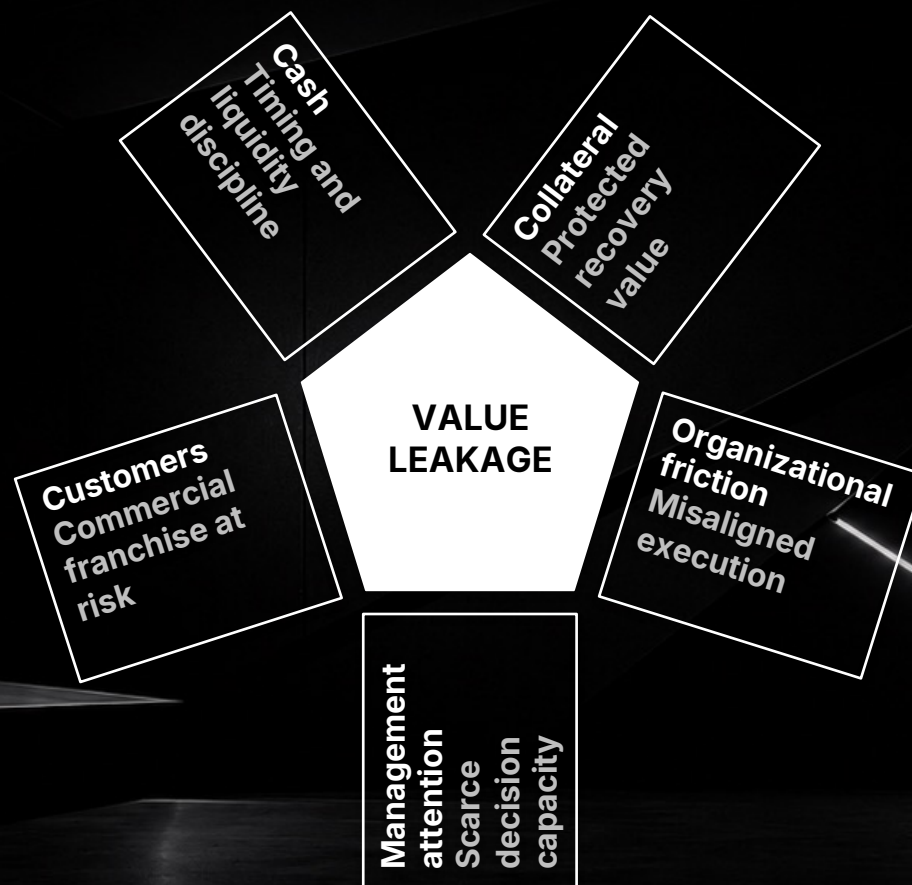 Cash
Timing and
liquidity
discipline
Collateral
Protected
recovery
value
VALUE
LEAKAGE
Customers
Commercial
franchise at
risk
Organizational
friction
Misaligned
execution
Management
attention
Scarce
decision
capacity